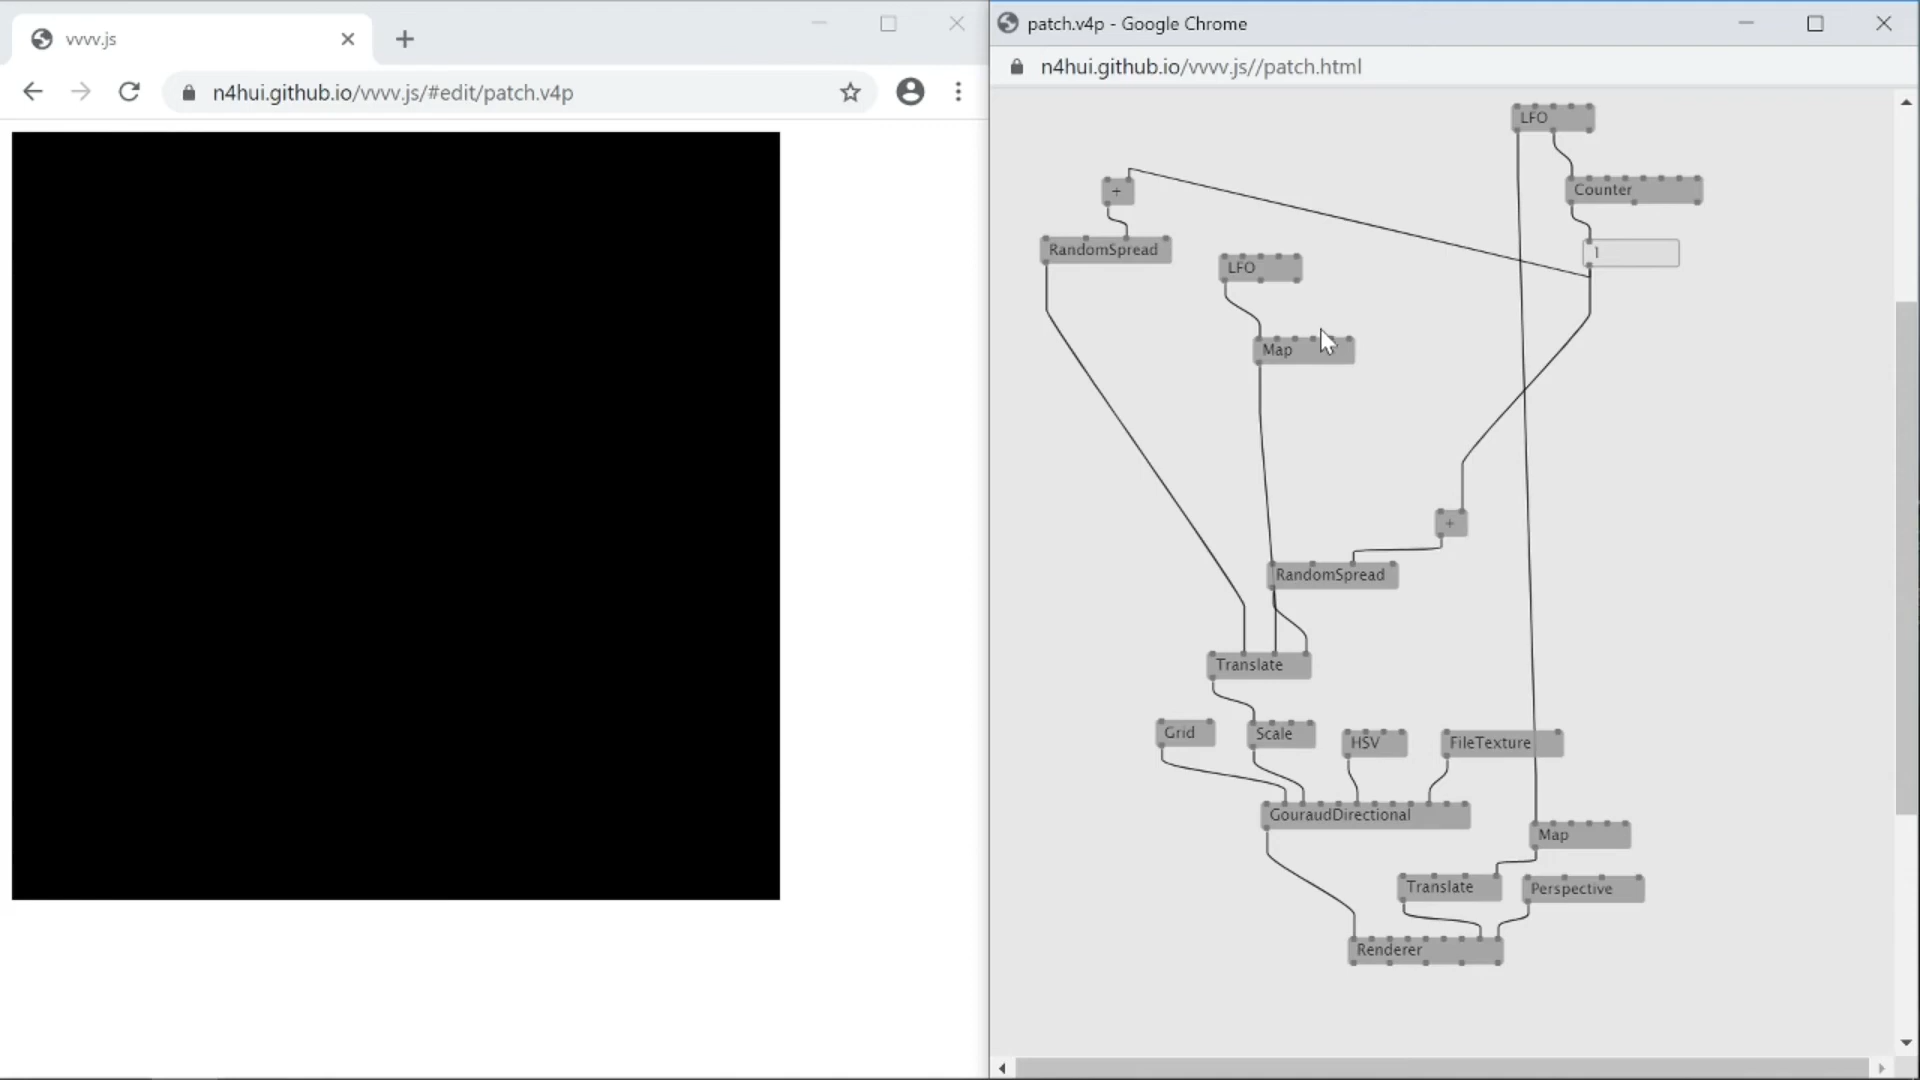 vvvv.js
n4hui.github.io/vvvv.js/#edit/patch.v4p
patch.v4p - Google Chrome
n4hui.github.io/vvvv.js//patch.html
LFO
+
Counter
RandomSpread
1
LFO
Map
+
RandomSpread
Translate
Grid
Scale
HSV
FileTexture
GouraudDirectional
Map
Translate
Perspective
Renderer